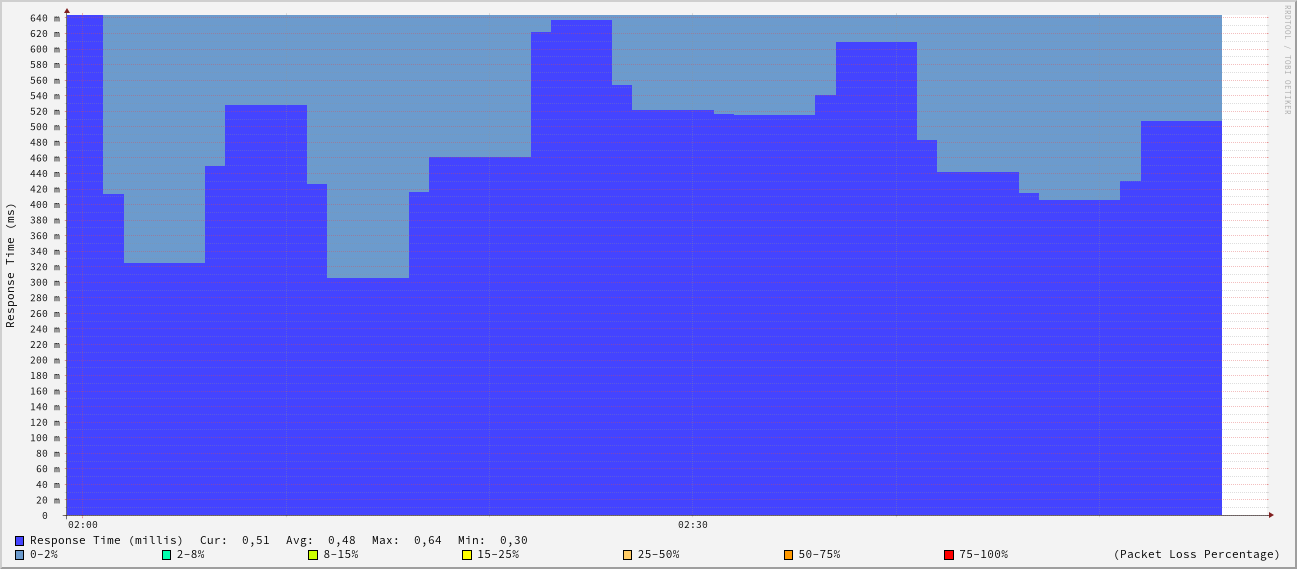 RRDTOOL / TOBI OETIKER
Response Time (ms)
640 m
620 m
600 m
580 m
560 m
540 m
520 m
500 m
480 m
460 m
440 m
420 m
400 m
380 m
360 m
340 m
320 m
300 m
280 m
260 m
240 m
220 m
200 m
180 m
160 m
140 m
120 m
100 m
80 m
60 m
40 m
20 m
0
02:00 02:30
Response Time (millis) Cur: 0,51 Avg: 0,48 Max: 0,64 Min: 0,30
0-2% 2-8% 8-15% 15-25% 25-50% 50-75% 75-100% (Packet Loss Percentage)